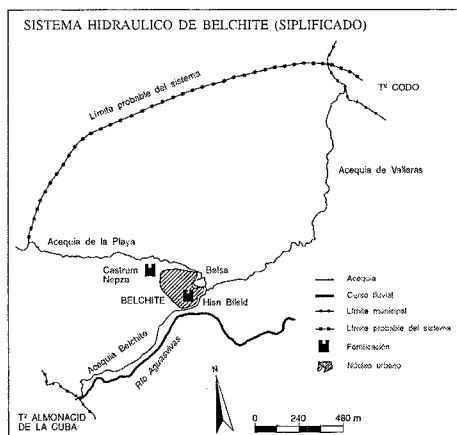 SISTEMA HIDRAULICO DE BELCHITE (SIPLIFICADO)
Límite probable del sistema
Tº CODO
Acequia de Valleras
Acequia de la Playa
Castrum
Nepza
Balsa
BELCHITE
Hisn Bilsid
Acequia Belchite
Río Aguasvivas
Tº ALMONACID
DE LA CUBA
Acequia
Curso fluvial
Límite municipal
Límite probable del sistema
Fortificación
Núcleo urbano
N
0 240 480 m